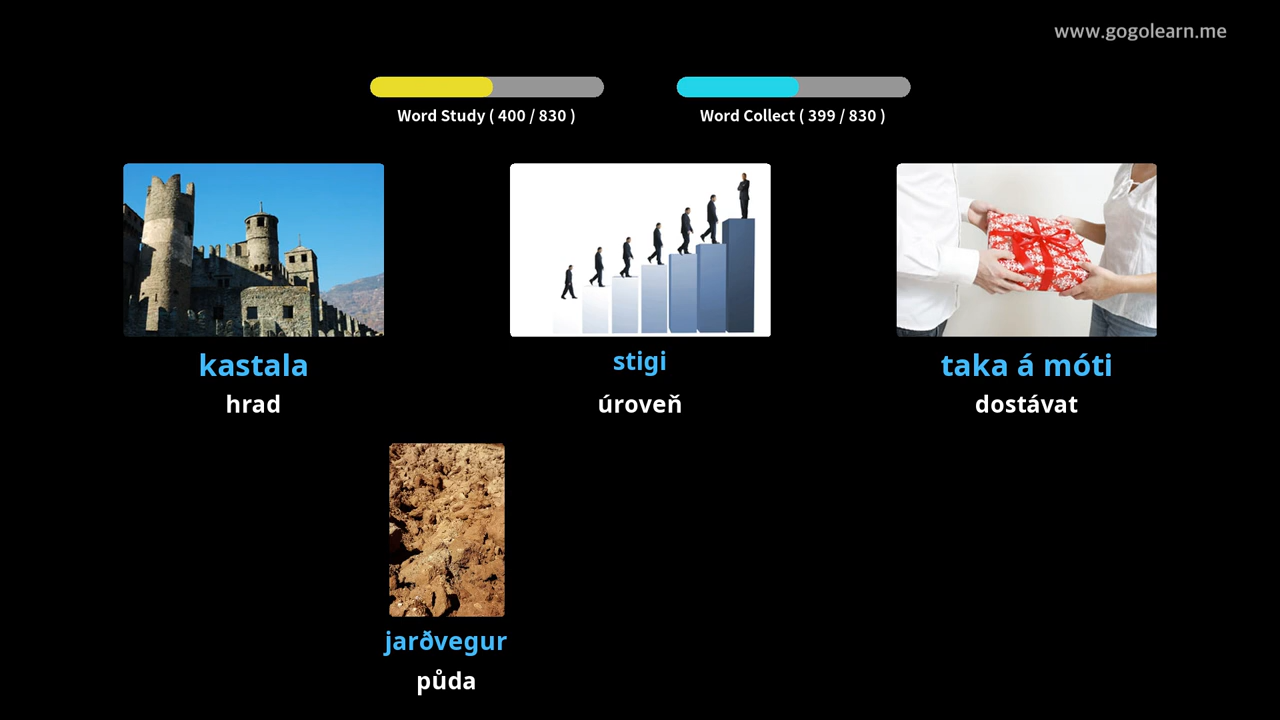 www.gogolearn.me
Word Study ( 400 / 830 )
Word Collect ( 399 / 830 )
kastala
hrad
stigi
úroveň
taka á móti
dostávat
jarðvegur
půda